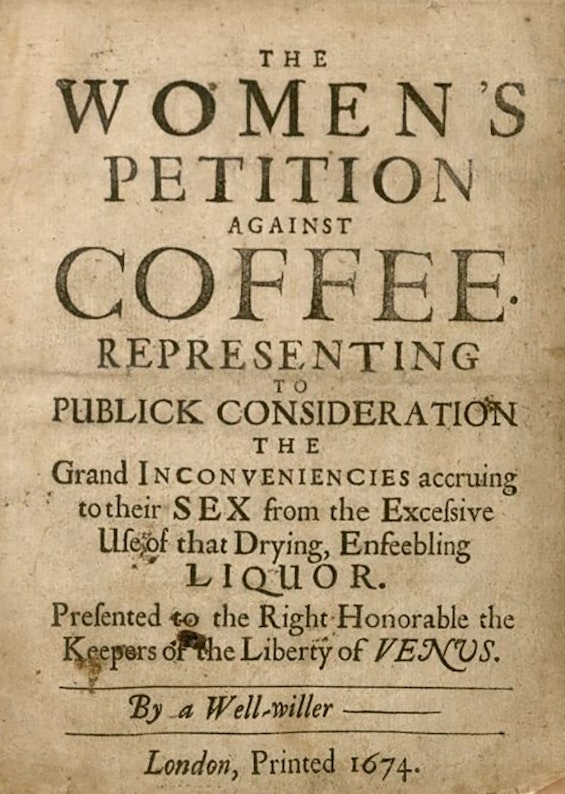 THE
WOMEN'S
PETITION
AGAINST
COFFEE.
REPRESENTING
TO
PUBLICK CONSIDERATION
THE
Grand INCONVENIENCIES accruing
to their SEX from the Exceſsive
Uſe of that Drying, Enfeebling
LIQUOR.
Preſented to the Right Honorable the
Keepers of the Liberty of VENUS.
By a Well-willer ———
London, Printed 1674.